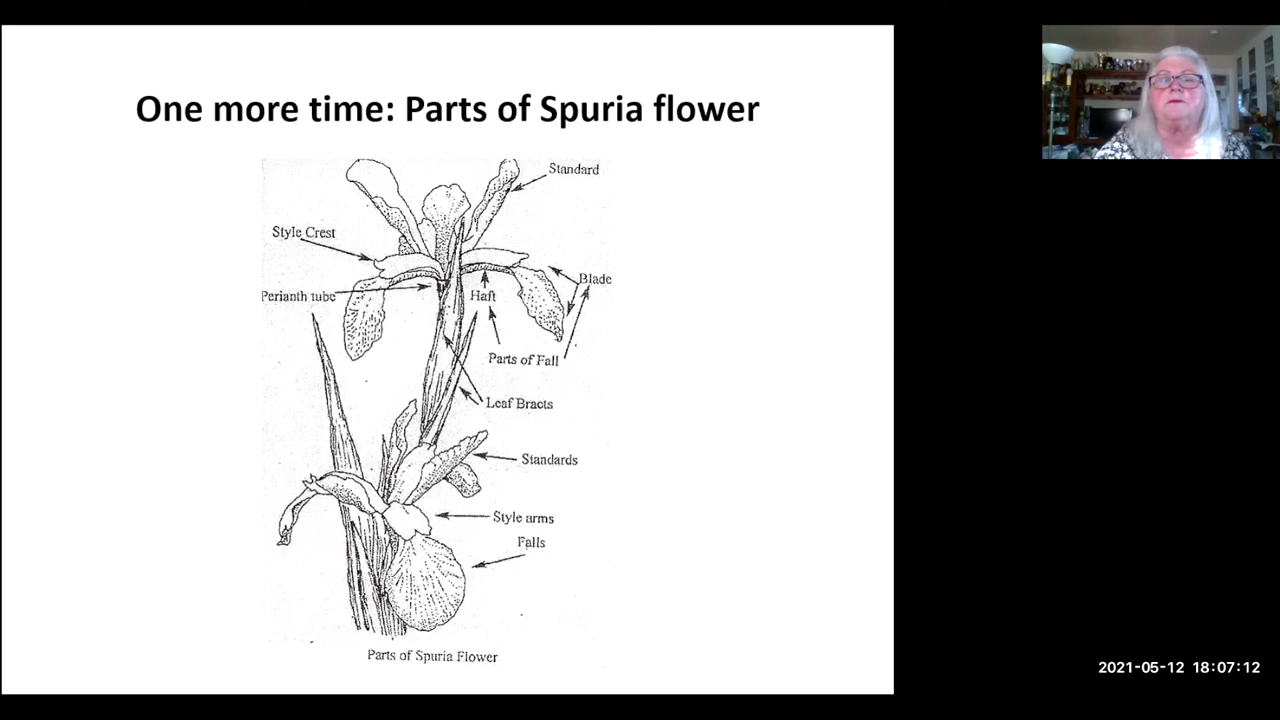 One more time: Parts of Spuria flower
Standard
Style Crest
Blade
Perianth tube
Haft
Parts of Fall
Leaf Bracts
Standards
Style arms
Falls
Parts of Spuria Flower
2021-05-12 18:07:12